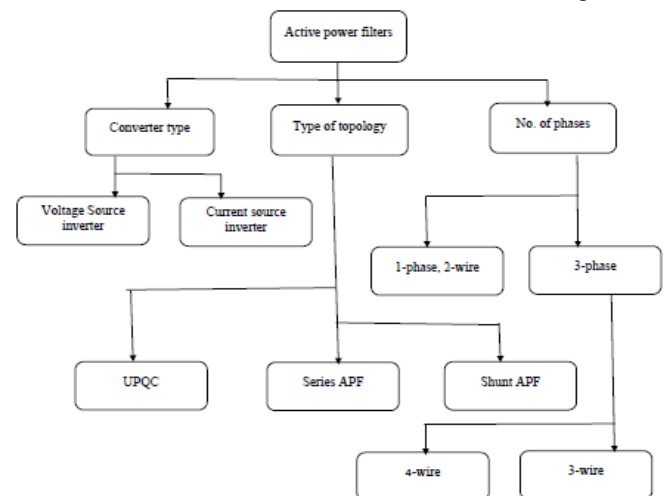 Active power filters
Converter type
Type of topology
No. of phases
Voltage Source
inverter
Current source
inverter
1-phase, 2-wire
3-phase
UPQC
Series APF
Shunt APF
4-wire
3-wire